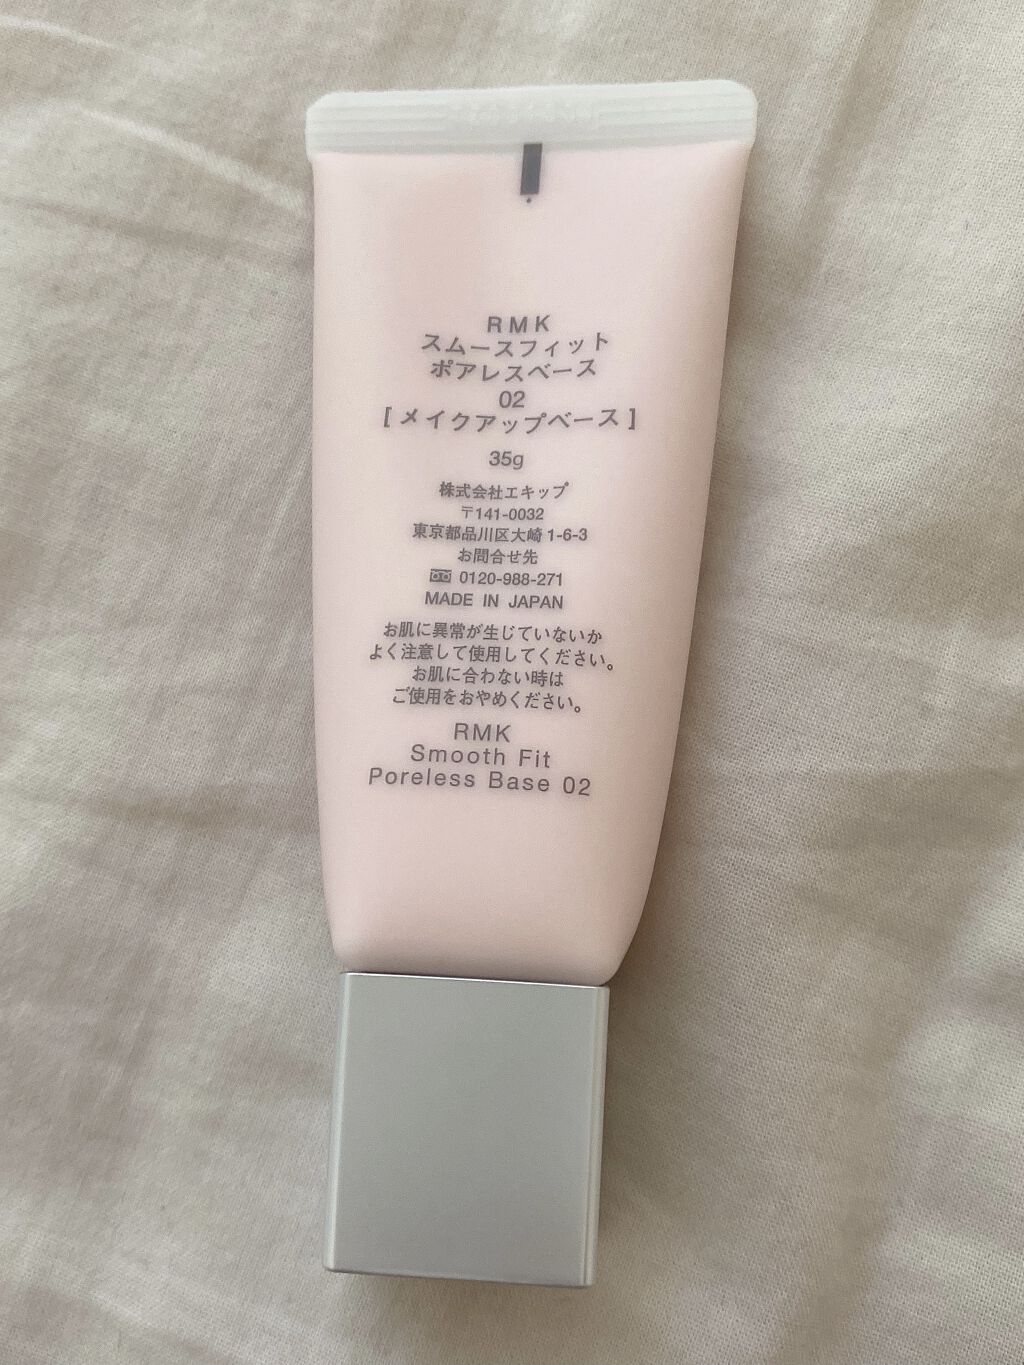 RMK
スムースフィット
ポアレスベース
02
[メイクアップベース]
35g
株式会社エキップ
〒141-0032
東京都品川区大崎1-6-3
お問合せ先
0120-988-271
MADE IN JAPAN
お肌に異常が生じていないか
よく注意して使用してください。
お肌に合わない時は
ご使用をおやめください。
RMK
Smooth Fit
Poreless Base 02